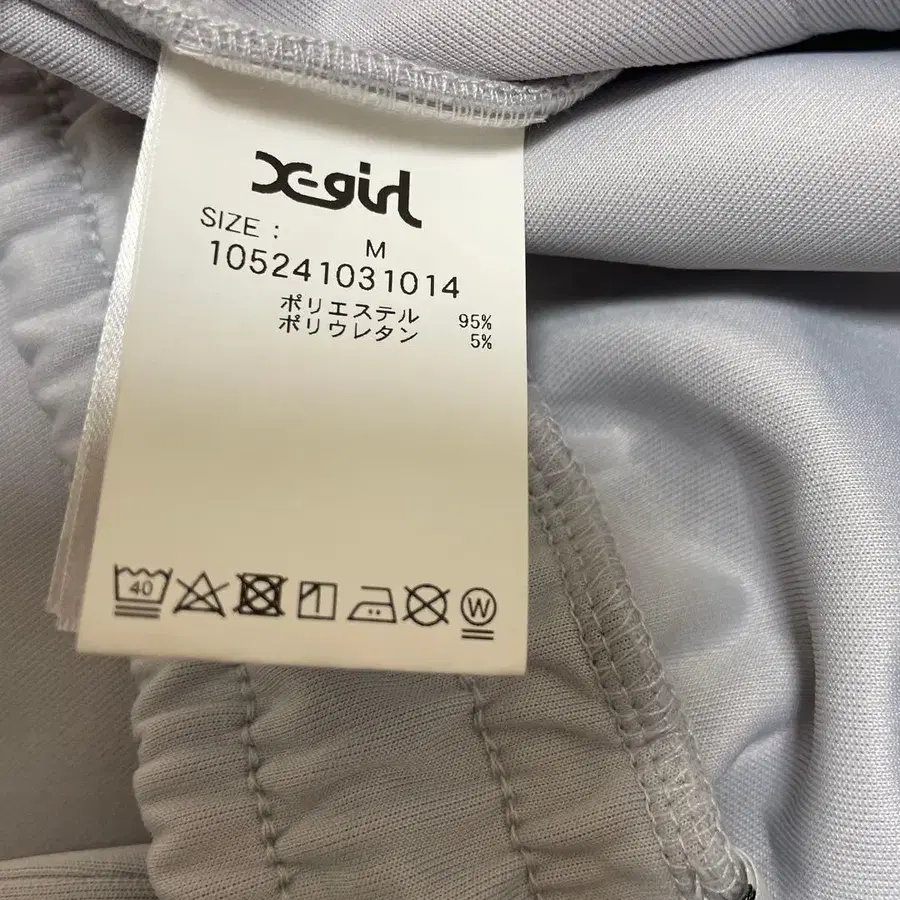 X-girl
SIZE : M
105241031014
ポリエステル 95%
ポリウレタン 5%
40 W